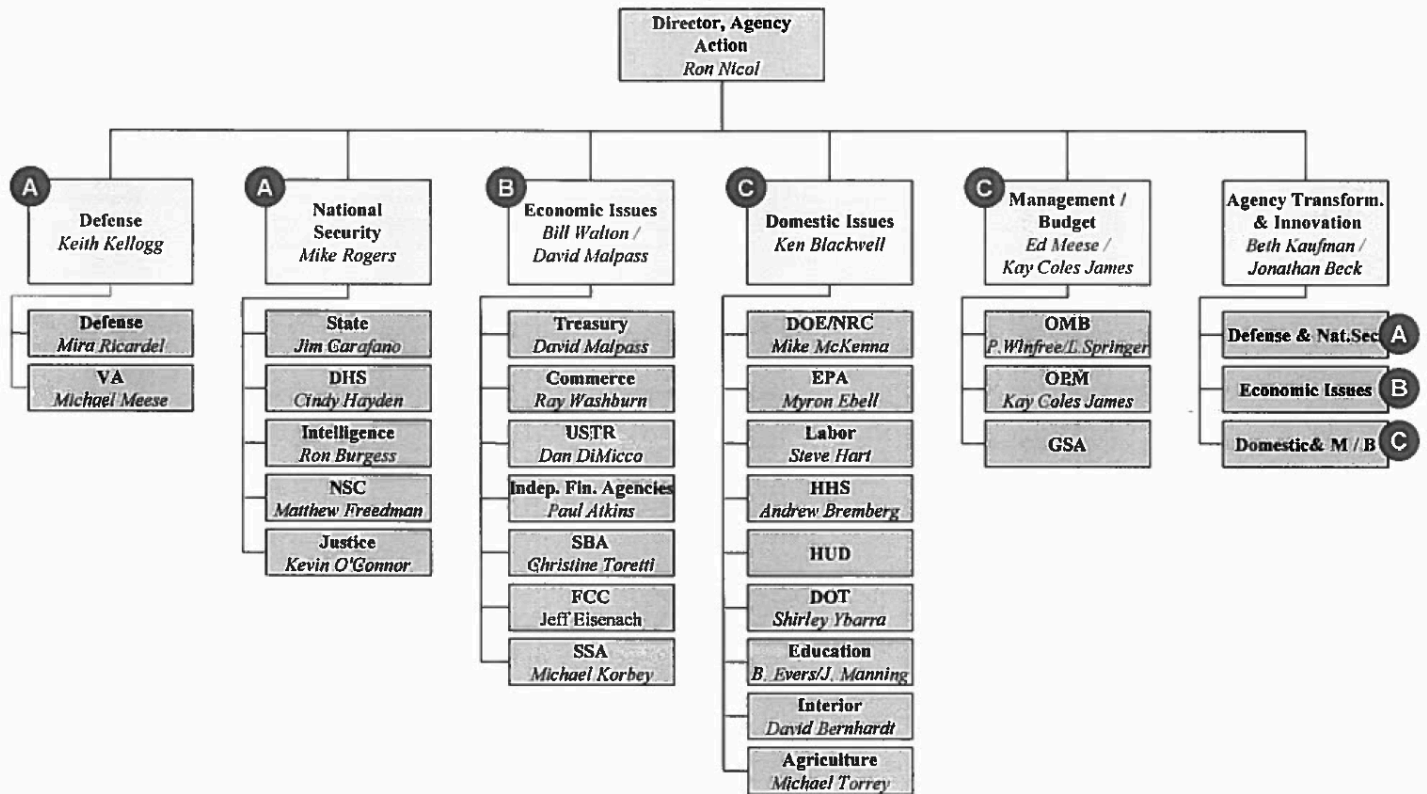 Director, Agency
Action
Ron Nicol
A
Defense
Keith Kellogg
Defense
Mira Ricardel
VA
Michael Meese
A
National
Security
Mike Rogers
State
Jim Carafano
DHS
Cindy Hayden
Intelligence
Ron Burgess
NSC
Matthew Freedman
Justice
Kevin O'Connor
B
Economic Issues
Bill Walton /
David Malpass
Treasury
David Malpass
Commerce
Ray Washburn
USTR
Dan DiMicco
Indep. Fin. Agencies
Paul Atkins
SBA
Christine Toretti
FCC
Jeff Eisenach
SSA
Michael Korbey
C
Domestic Issues
Ken Blackwell
DOE/NRC
Mike McKenna
EPA
Myron Ebell
Labor
Steve Hart
HHS
Andrew Bremberg
HUD
DOT
Shirley Ybarra
Education
B. Evers/J. Manning
Interior
David Bernhardt
Agriculture
Michael Torrey
C
Management /
Budget
Ed Meese /
Kay Coles James
OMB
P.Winfree/L.Springer
OPM
Kay Coles James
GSA
Agency Transform.
& Innovation
Beth Kaufman /
Jonathan Beck
Defense & Nat.Sec
A
Economic Issues
B
Domestic& M / B
C